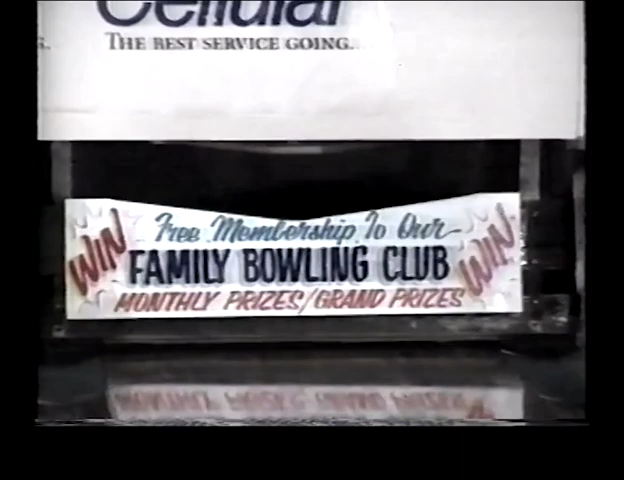 Cellular
THE BEST SERVICE GOING.
WIN
Free Membership To Our
FAMILY BOWLING CLUB
MONTHLY PRIZES/GRAND PRIZES
WIN